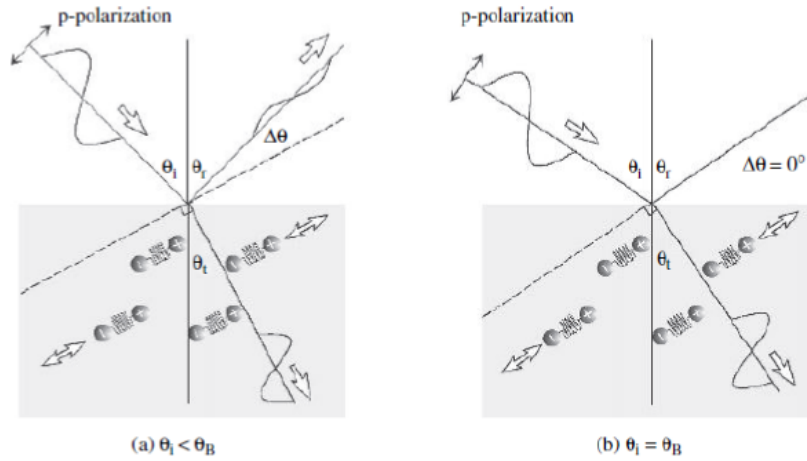 p-polarization
Δθ
θi θr
θt
(a) θi < θB
p-polarization
θi θr
Δθ = 0°
θt
(b) θi = θB